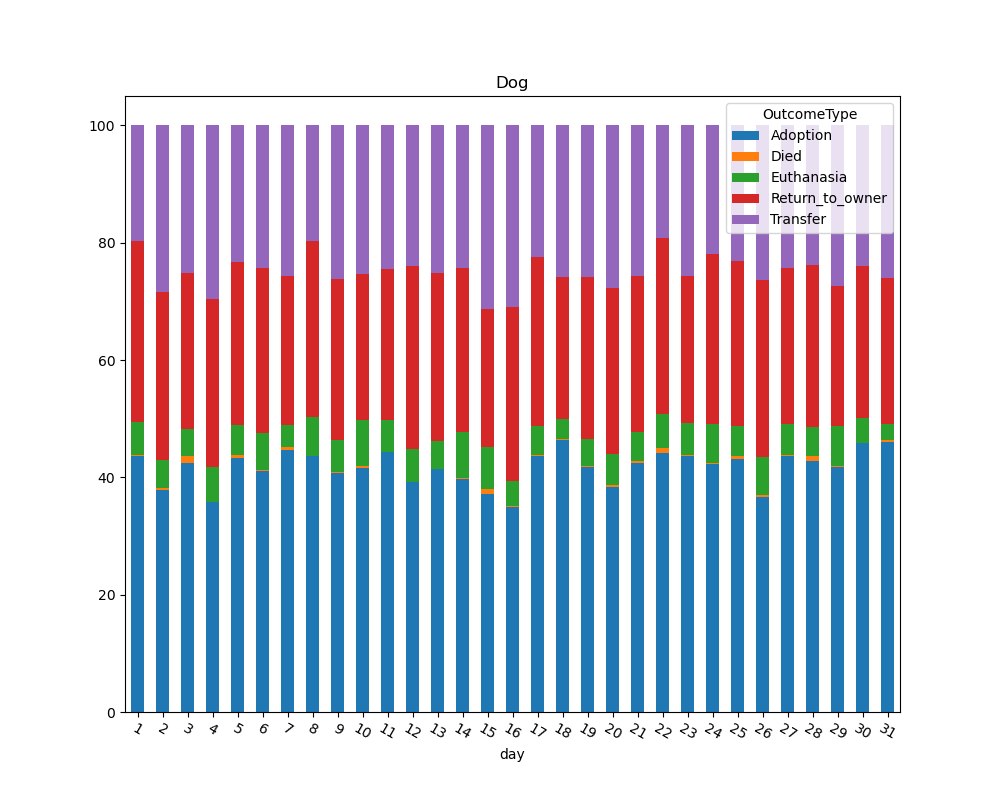 Dog
OutcomeType
Adoption
Died
Euthanasia
Return_to_owner
Transfer
100
80
60
40
20
0
1 2 3 4 5 6 7 8 9 10 11 12 13 14 15 16 17 18 19 20 21 22 23 24 25 26 27 28 29 30 31
day